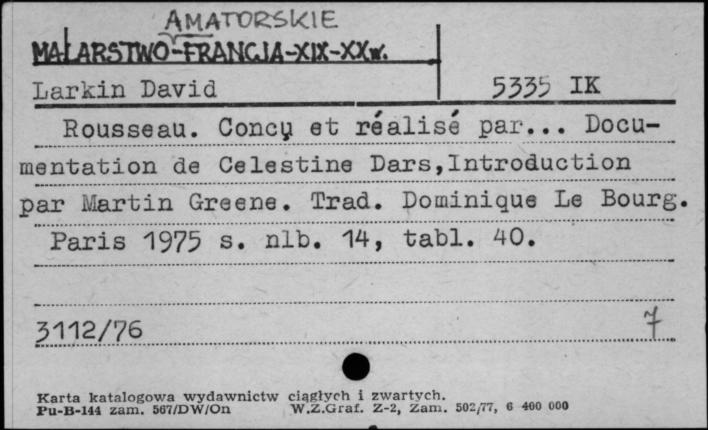 AMATORSKIE
MALARSTWO-FRANCJA-XIX-XXw.
Larkin David 5335 IK
Rousseau. Concų et réalisé par... Docu-
mentation de Celestine Dars,Introduction
par Martin Greene. Trad. Dominique Le Bourg.
Paris 1975 s. nlb. 14, tabl. 40.
3112/76 7
Karta katalogowa wydawnictw ciągłych i zwartych.
Pu-B-144 zam. 567/DW/On W.Z.Graf. Z-2, Zam. 502/77, 6 400 000